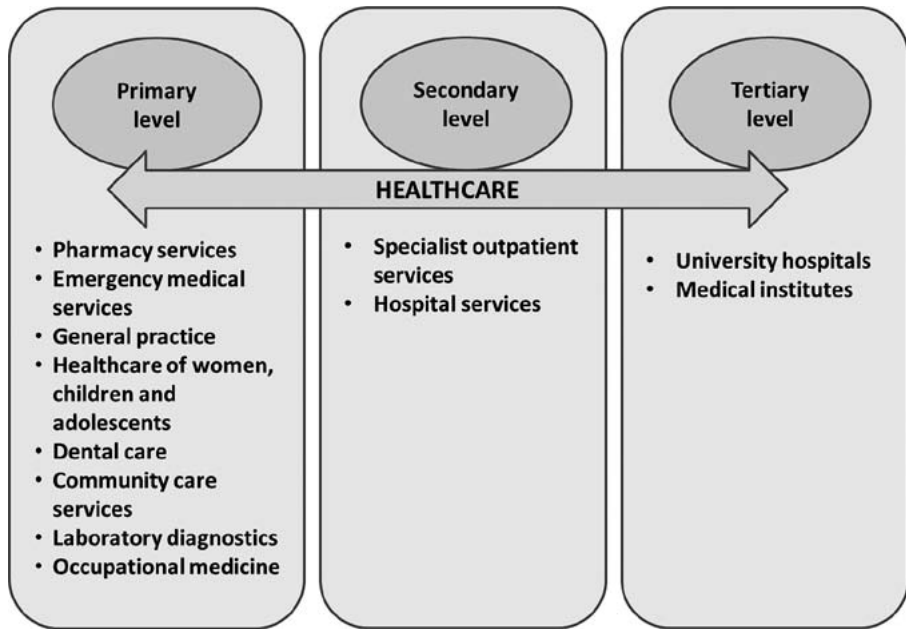 Primary
level
Secondary
level
Tertiary
level
HEALTHCARE
• Pharmacy services
• Emergency medical
services
• General practice
• Healthcare of women,
children and
adolescents
• Dental care
• Community care
services
• Laboratory diagnostics
• Occupational medicine
• Specialist outpatient
services
• Hospital services
• University hospitals
• Medical institutes